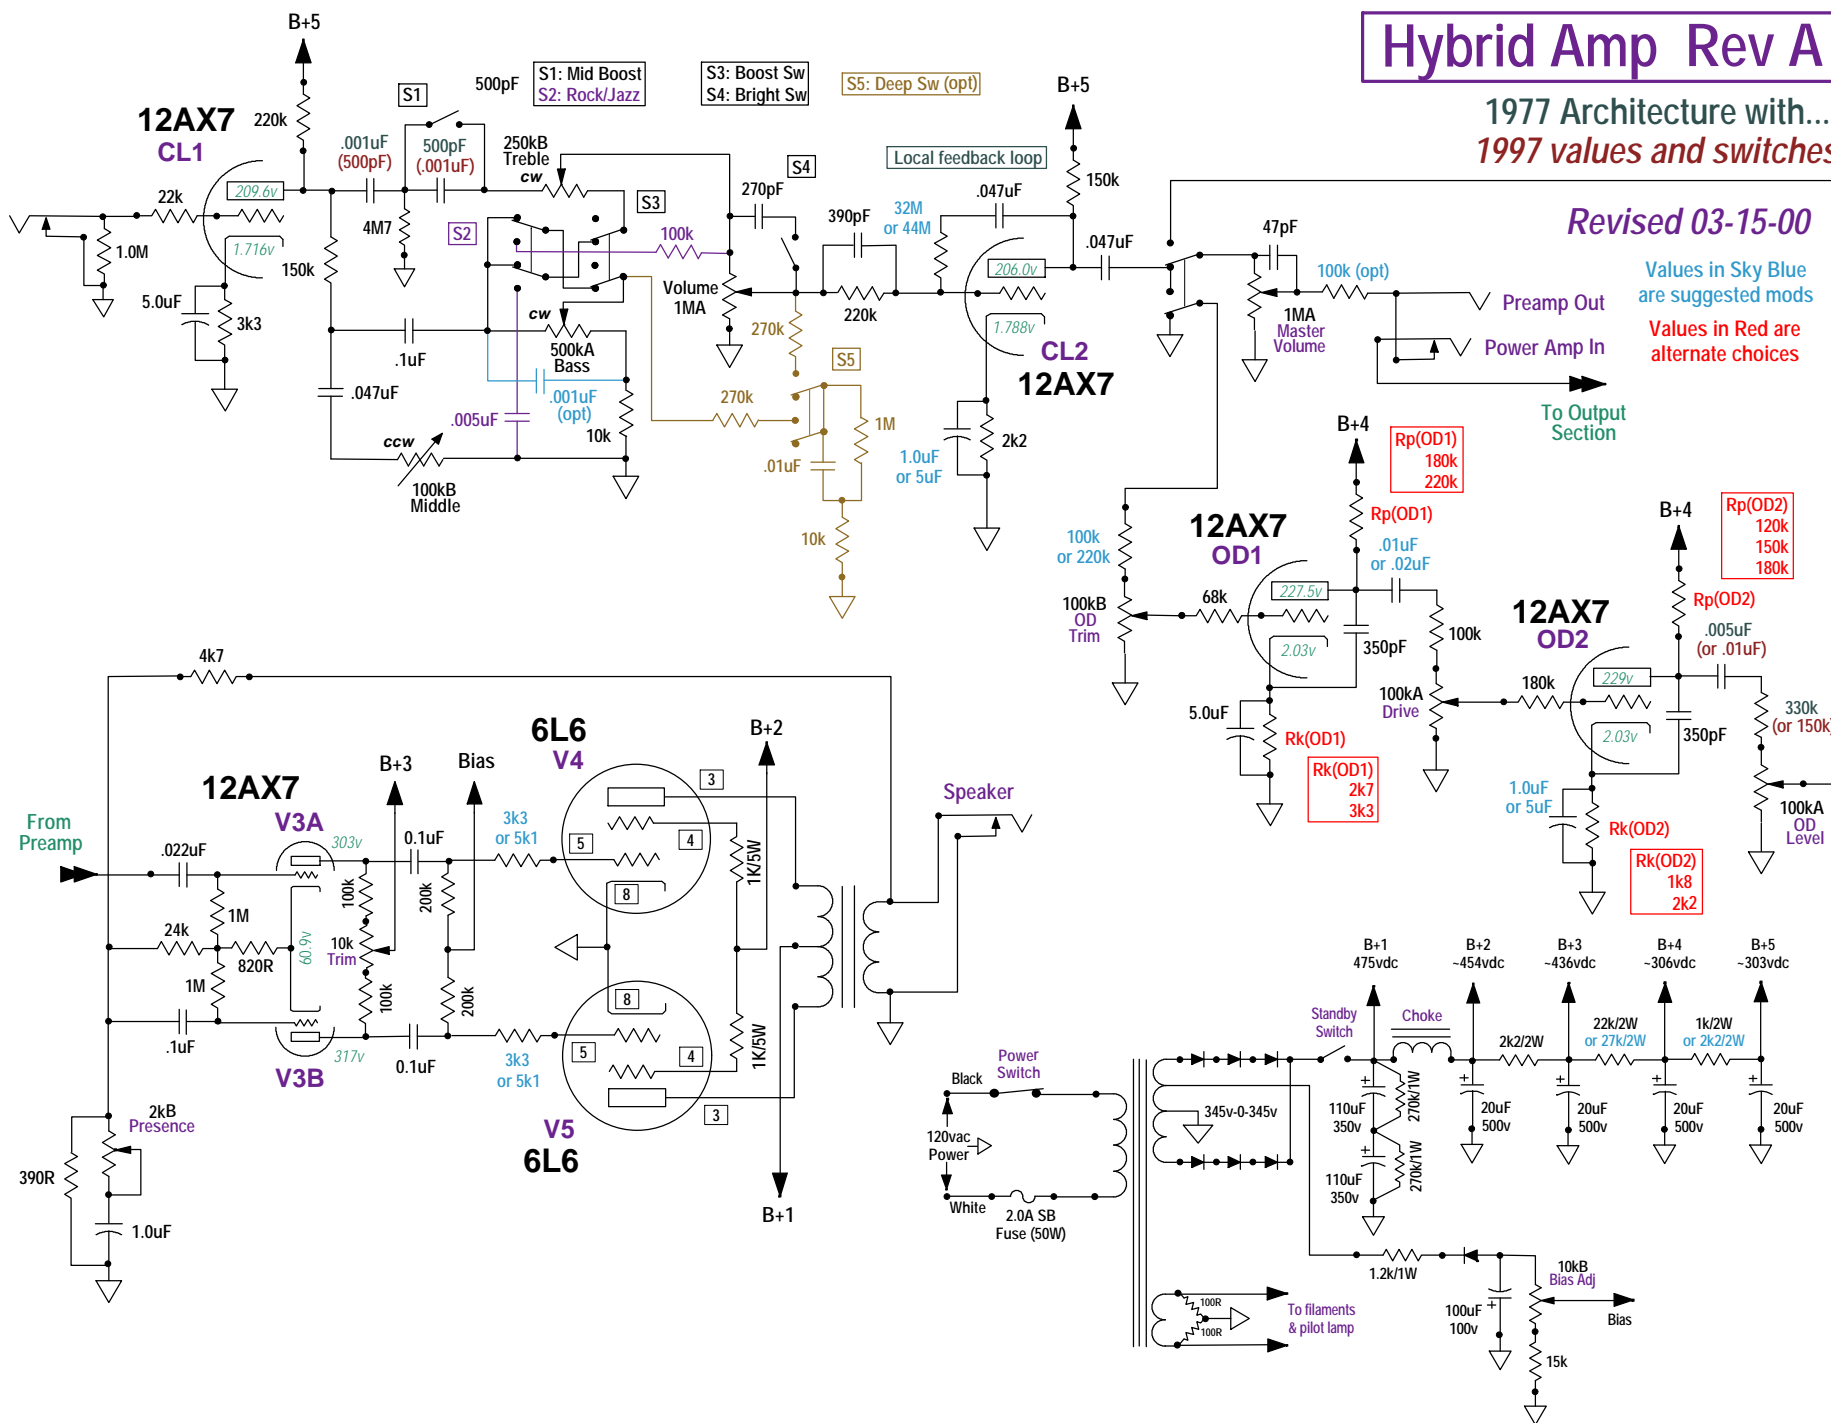 Hybrid Amp Rev A
1977 Architecture with...
1997 values and switches
Revised 03-15-00
Values in Sky Blue
are suggested mods
Values in Red are
alternate choices
S1: Mid Boost
S2: Rock/Jazz
S3: Boost Sw
S4: Bright Sw
S5: Deep Sw (opt)
B+5
220k
12AX7
CL1
209.6v
1.716v
22k
1.0M
5.0uF
3k3
150k
.001uF
(500pF)
S1
500pF
500pF
(.001uF)
4M7
250kB
Treble
cw
S2
S3
100k
.1uF
.047uF
cw
500kA
Bass
.001uF
(opt)
.005uF
10k
ccw
100kB
Middle
270pF
S4
Volume
1MA
390pF
220k
270k
S5
270k
1M
.01uF
10k
Local feedback loop
32M
or 44M
.047uF
B+5
150k
206.0v
1.788v
CL2
12AX7
1.0uF
or 5uF
2k2
.047uF
47pF
1MA
Master
Volume
100k (opt)
Preamp Out
Power Amp In
To Output
Section
100k
or 220k
100kB
OD
Trim
68k
12AX7
OD1
227.5v
2.03v
B+4
Rp(OD1)
Rp(OD1)
180k
220k
.01uF
or .02uF
350pF
100k
100kA
Drive
5.0uF
Rk(OD1)
Rk(OD1)
2k7
3k3
180k
12AX7
OD2
229v
2.03v
B+4
Rp(OD2)
Rp(OD2)
120k
150k
180k
.005uF
(or .01uF)
350pF
330k
(or 150k
100kA
OD
Level
1.0uF
or 5uF
Rk(OD2)
Rk(OD2)
1k8
2k2
4k7
From
Preamp
12AX7
V3A
303v
.022uF
1M
24k
820R
1M
.1uF
60.9v
V3B
317v
100k
10k
Trim
100k
B+3
0.1uF
0.1uF
200k
200k
Bias
3k3
or 5k1
3k3
or 5k1
6L6
V4
3
4
5
8
8
5
4
3
V5
6L6
1K/5W
1K/5W
B+2
B+1
Speaker
2kB
Presence
390R
1.0uF
Power
Switch
Black
120vac
Power
White
2.0A SB
Fuse (50W)
345v-0-345v
Standby
Switch
Choke
B+1
475vdc
B+2
~454vdc
B+3
~436vdc
B+4
~306vdc
B+5
~303vdc
2k2/2W
22k/2W
or 27k/2W
1k/2W
or 2k2/2W
+
110uF
350v
270k/1W
+
110uF
350v
270k/1W
+
20uF
500v
+
20uF
500v
+
20uF
500v
+
20uF
500v
1.2k/1W
100uF
100v
+
10kB
Bias Adj
Bias
15k
100R
100R
To filaments
& pilot lamp